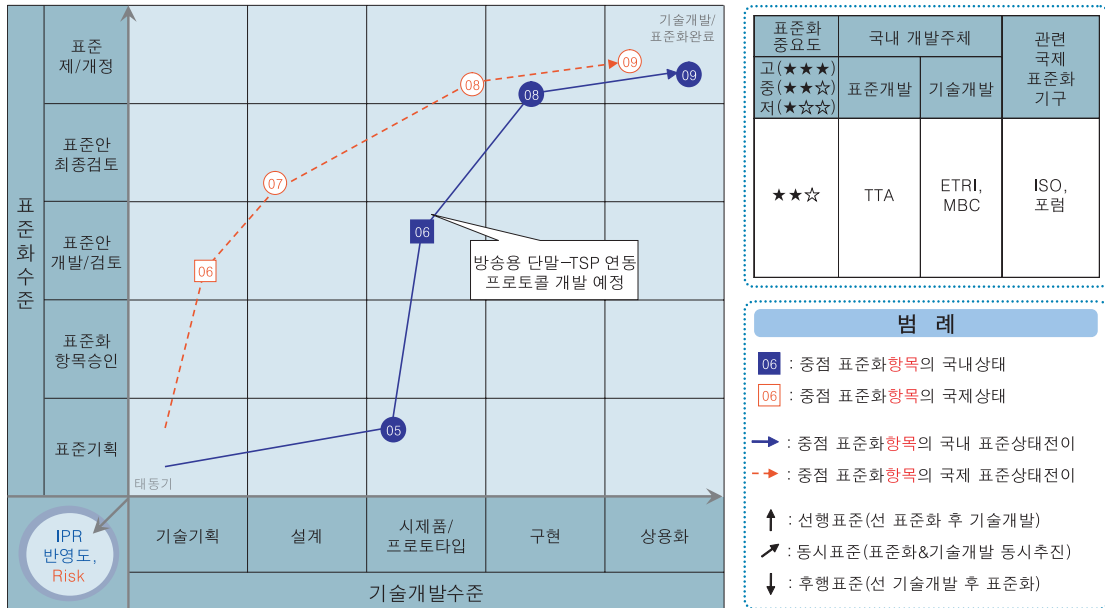 표준화수준
표준
제/개정
표준안
최종검토
표준안
개발/검토
표준화
항목승인
표준기획
기술개발/
표준화완료
09
09
08
08
07
06
06
방송용 단말–TSP 연동
프로토콜 개발 예정
05
태동기
IPR
반영도,
Risk
기술기획
설계
시제품/
프로토타입
구현
상용화
기술개발수준
표준화
중요도
국내 개발주체
관련
국제
표준화
기구
고(★★★)
중(★★☆)
저(★☆☆)
표준개발
기술개발
★★☆
TTA
ETRI,
MBC
ISO,
포럼
범 례
06 : 중점 표준화항목의 국내상태
06 : 중점 표준화항목의 국제상태
: 중점 표준화항목의 국내 표준상태전이
: 중점 표준화항목의 국제 표준상태전이
: 선행표준(선 표준화 후 기술개발)
: 동시표준(표준화&기술개발 동시추진)
: 후행표준(선 기술개발 후 표준화)